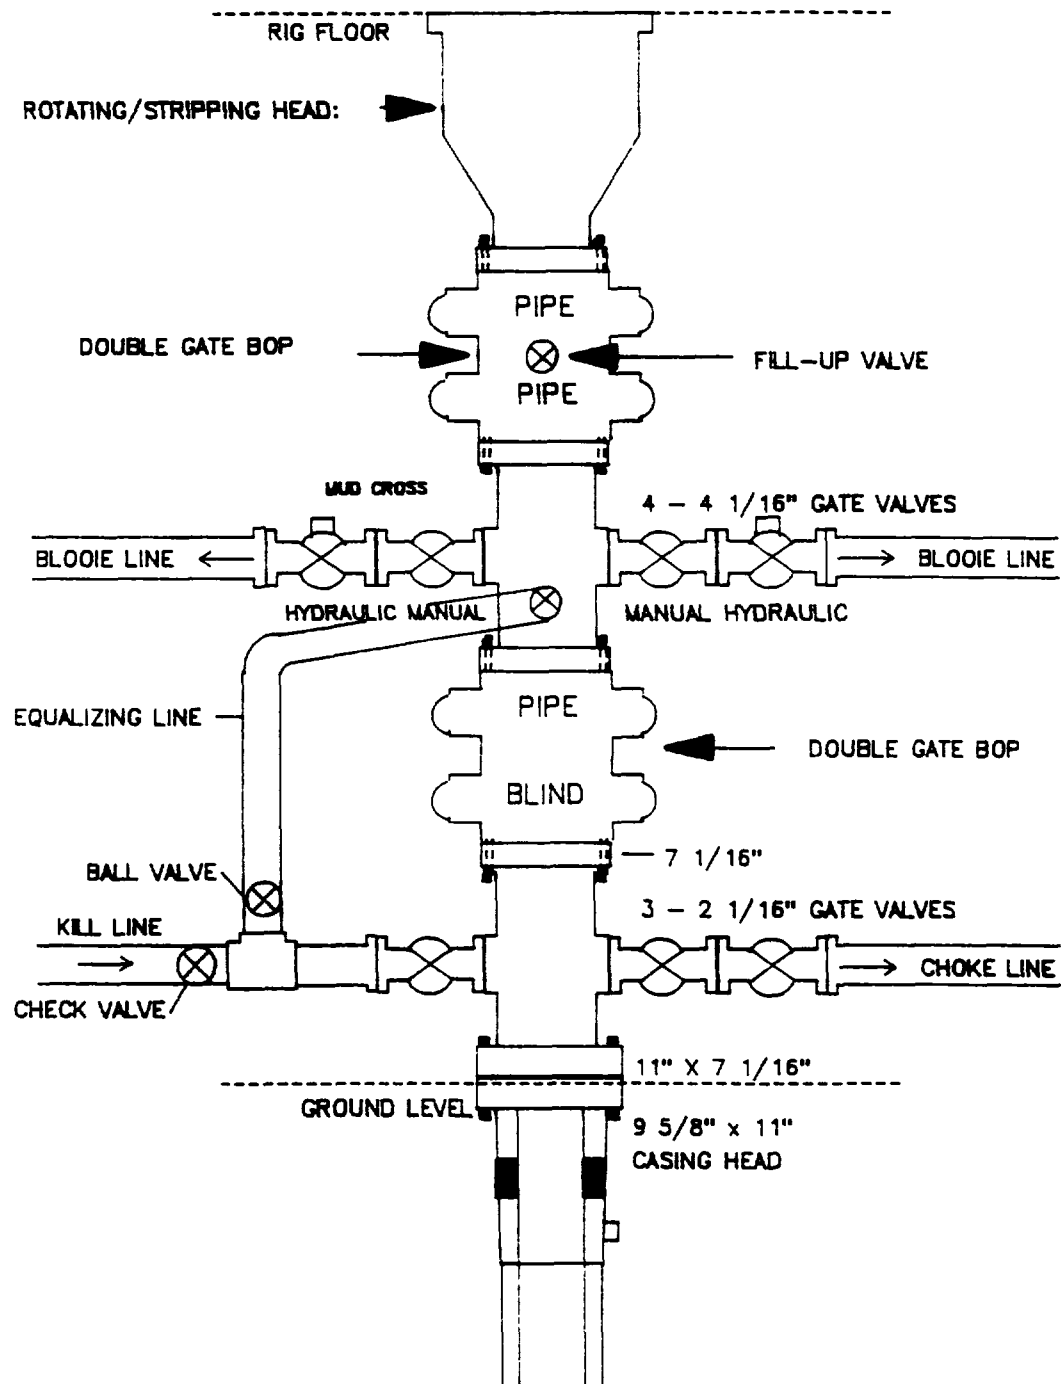 RIG FLOOR
ROTATING/STRIPPING HEAD:
PIPE
DOUBLE GATE BOP
FILL-UP VALVE
PIPE
MUD CROSS
4 - 4 1/16" GATE VALVES
BLOOIE LINE
BLOOIE LINE
HYDRAULIC MANUAL
MANUAL HYDRAULIC
PIPE
EQUALIZING LINE
DOUBLE GATE BOP
BLIND
7 1/16"
BALL VALVE
3 - 2 1/16" GATE VALVES
KILL LINE
CHOKE LINE
CHECK VALVE
11" X 7 1/16"
GROUND LEVEL
9 5/8" x 11"
CASING HEAD